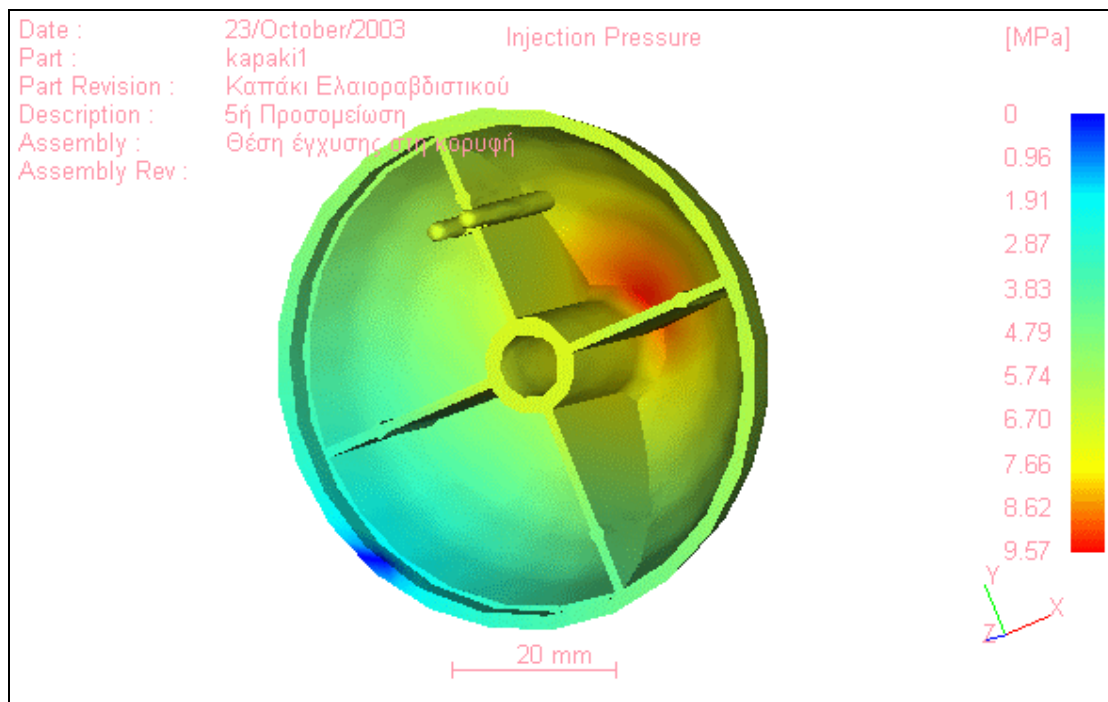 Date : 23/October/2003
Injection Pressure
[MPa]
Part : kapaki1
Part Revision : Καπάκι Ελαιοραβδιστικού
Description : 5ή Προσομείωση
Assembly : Θέση έγχυσης στη κορυφή
Assembly Rev :
0
0.96
1.91
2.87
3.83
4.79
5.74
6.70
7.66
8.62
9.57
Y
X
Z
20 mm